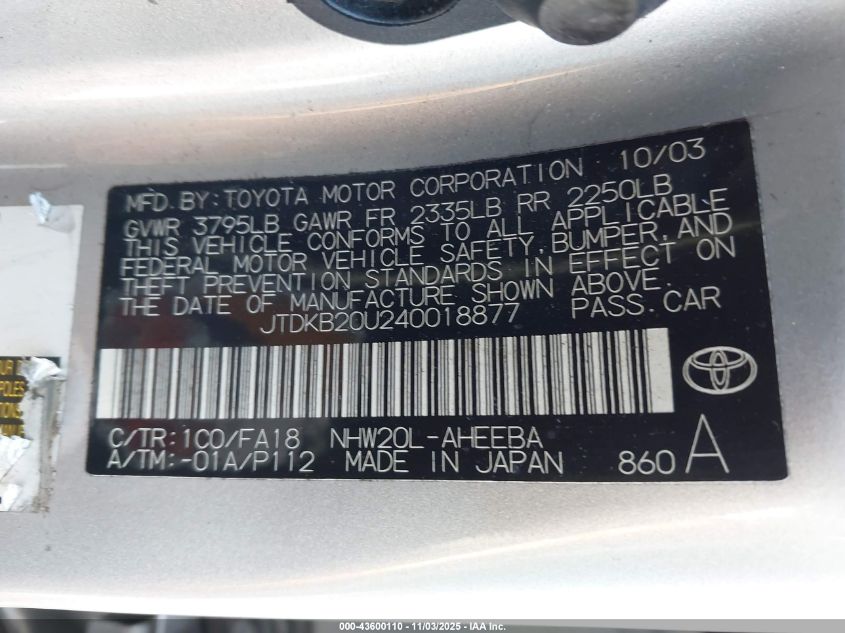 MFD. BY: TOYOTA MOTOR CORPORATION 10/03
GVWR 3795LB GAWR FR 2335LB RR 2250LB
THIS VEHICLE CONFORMS TO ALL APPLICABLE
FEDERAL MOTOR VEHICLE SAFETY, BUMPER, AND
THEFT PREVENTION STANDARDS IN EFFECT ON
THE DATE OF MANUFACTURE SHOWN ABOVE.
JTDKB20U240018877 PASS. CAR
C/TR: 1C0/FA18 NHW20L-AHEEBA
A/TM: -01A/P112 MADE IN JAPAN 860 A
POLES
000-43600110 - 11/03/2025 - IAA Inc.